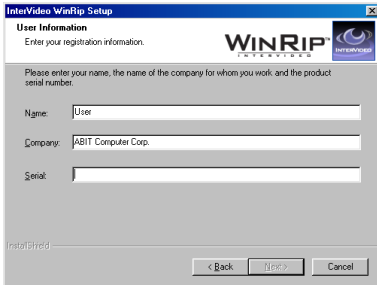 InterVideo WinRip Setup
User Information
Enter your registration information.
WINRIP™
INTERVIDEO
INTERVIDEO
Please enter your name, the name of the company for whom you work and the product
serial number.
Name: User
Company: ABIT Computer Corp.
Serial:
InstallShield
< Back Next > Cancel